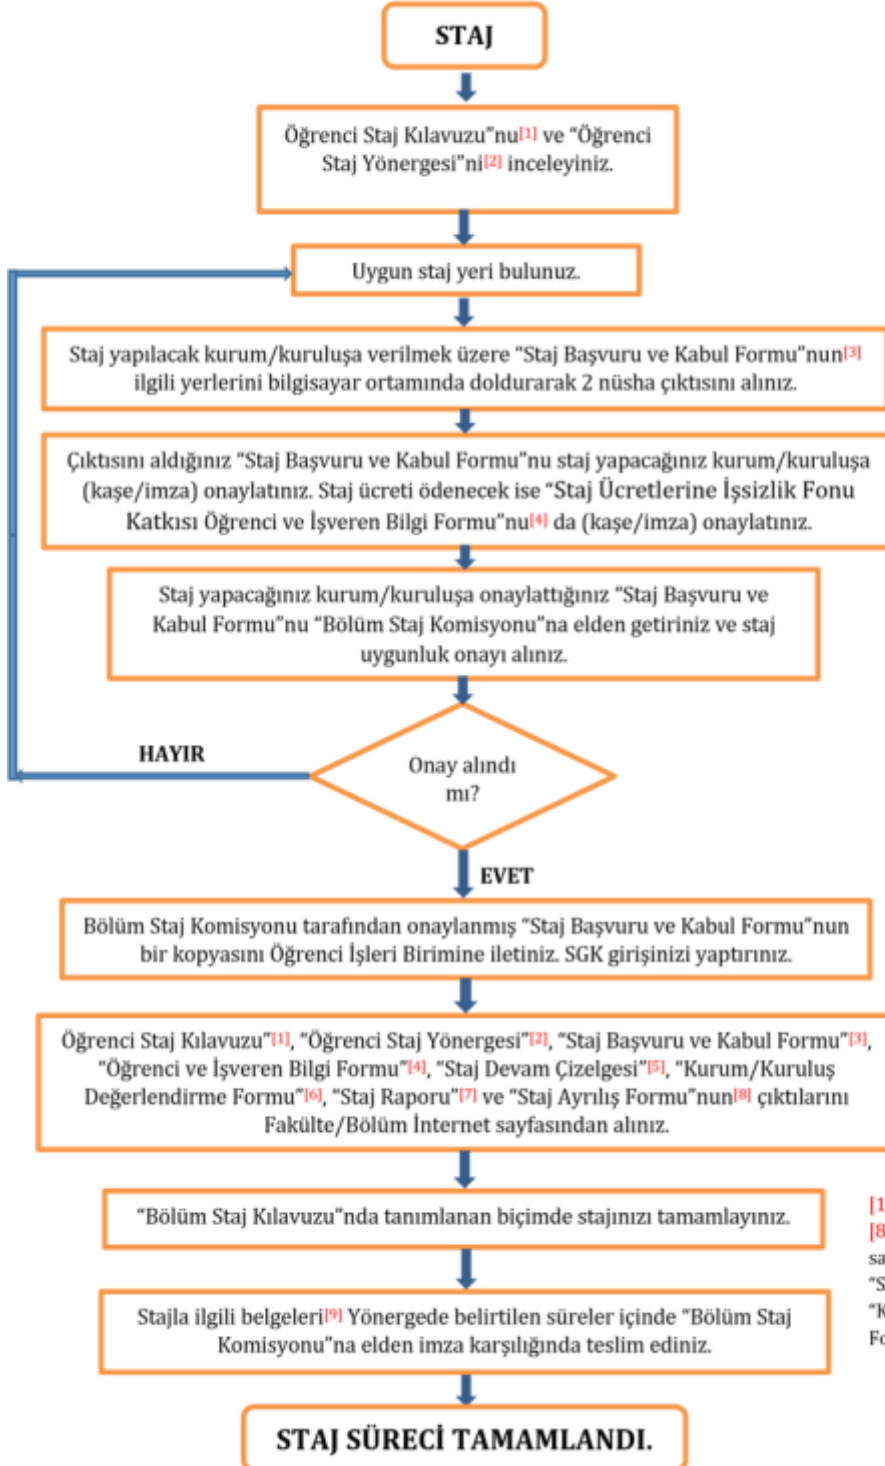 STAJ
Öğrenci Staj Kılavuzu”nu[1] ve “Öğrenci
Staj Yönergesi”ni[2] inceleyiniz.
Uygun staj yeri bulunuz.
Staj yapılacak kurum/kuruluşa verilmek üzere “Staj Başvuru ve Kabul Formu”nun[3]
ilgili yerlerini bilgisayar ortamında doldurarak 2 nüsha çıktısını alınız.
Çıktısını aldığınız “Staj Başvuru ve Kabul Formu”nu staj yapacağınız kurum/kuruluşa
(kaşe/imza) onaylatınız. Staj ücreti ödenecek ise “Staj Ücretlerine İşsizlik Fonu
Katkısı Öğrenci ve İşveren Bilgi Formu”nu[4] da (kaşe/imza) onaylatınız.
Staj yapacağınız kurum/kuruluşa onaylattığınız “Staj Başvuru ve
Kabul Formu”nu “Bölüm Staj Komisyonu”na elden getiriniz ve staj
uygunluk onayı alınız.
HAYIR
Onay alındı
mı?
EVET
Bölüm Staj Komisyonu tarafından onaylanmış “Staj Başvuru ve Kabul Formu”nun
bir kopyasını Öğrenci İşleri Birimine iletiniz. SGK girişinizi yaptırınız.
Öğrenci Staj Kılavuzu”[1], “Öğrenci Staj Yönergesi”[2], “Staj Başvuru ve Kabul Formu”[3],
“Öğrenci ve İşveren Bilgi Formu”[4], “Staj Devam Çizelgesi”[5], “Kurum/Kuruluş
Değerlendirme Formu”[6], “Staj Raporu”[7] ve “Staj Ayrılış Formu”nun[8] çıktılarını
Fakülte/Bölüm İnternet sayfasından alınız.
“Bölüm Staj Kılavuzu”nda tanımlanan biçimde stajınızı tamamlayınız.
Stajla ilgili belgeleri[9] Yönergede belirtilen süreler içinde “Bölüm Staj
Komisyonu”na elden imza karşılığında teslim ediniz.
[1
[8
sa
“S
“K
Fo
STAJ SÜRECİ TAMAMLANDI.